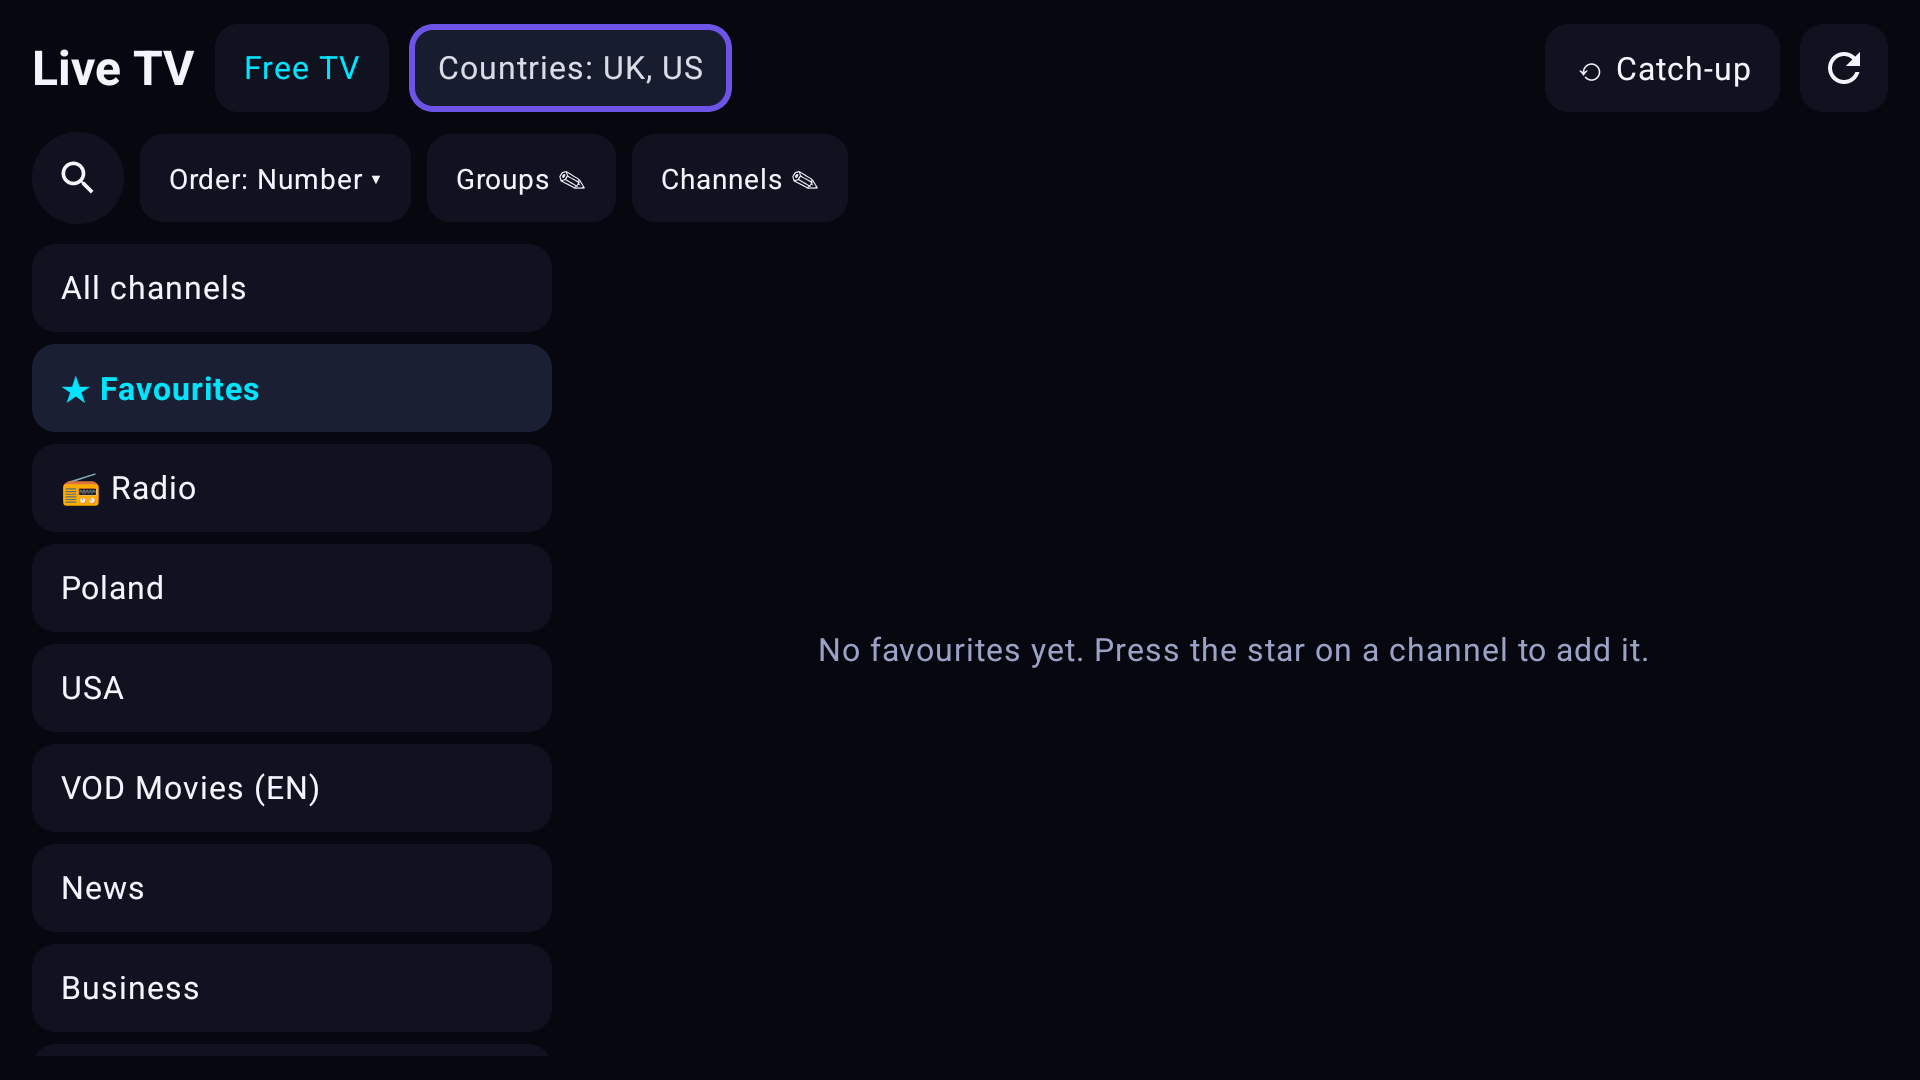 Live TV
Free TV
Countries: UK, US
Catch-up
Order: Number ▾
Groups ✎
Channels ✎
All channels
★ Favourites
📻 Radio
Poland
USA
VOD Movies (EN)
News
Business
No favourites yet. Press the star on a channel to add it.